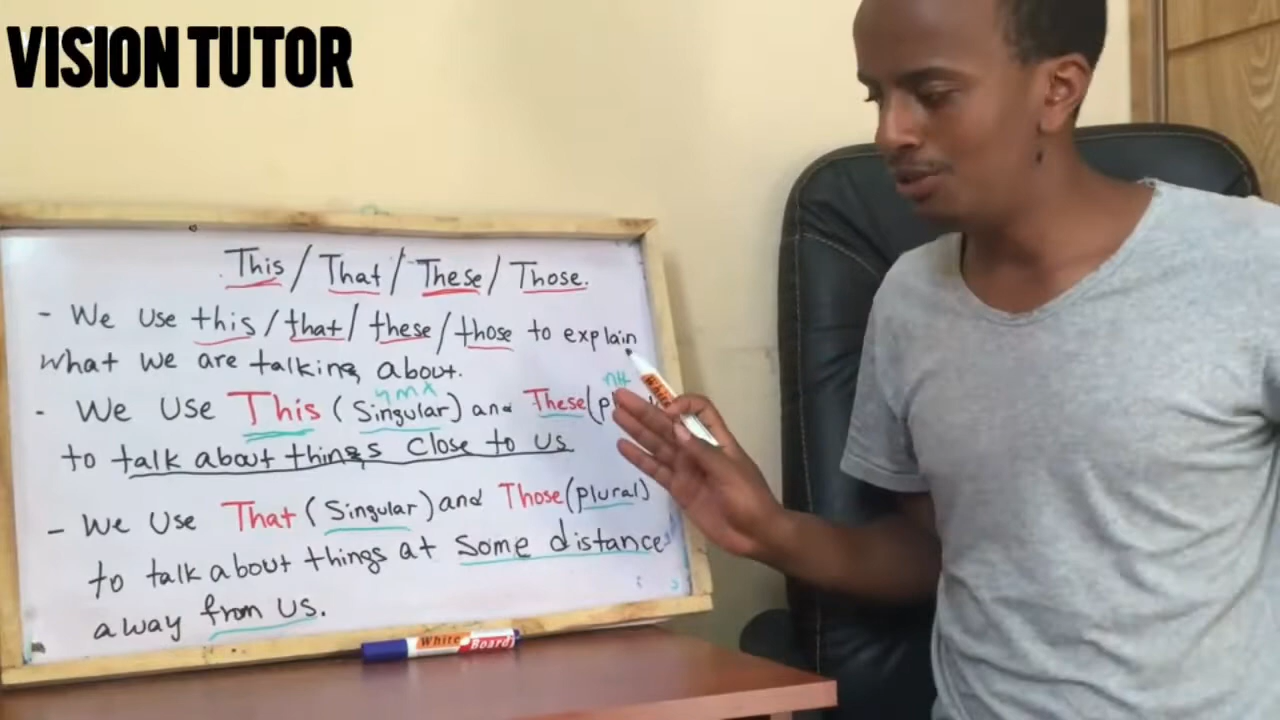 VISION TUTOR
This / That / These / Those.
- We use this / that / these / those to explain
what we are talking about.
- We use This (Singular) and These (
to talk about things close to us
- We use That (Singular) and Those (plural)
to talk about things at some distance
away from us.
White Board
White